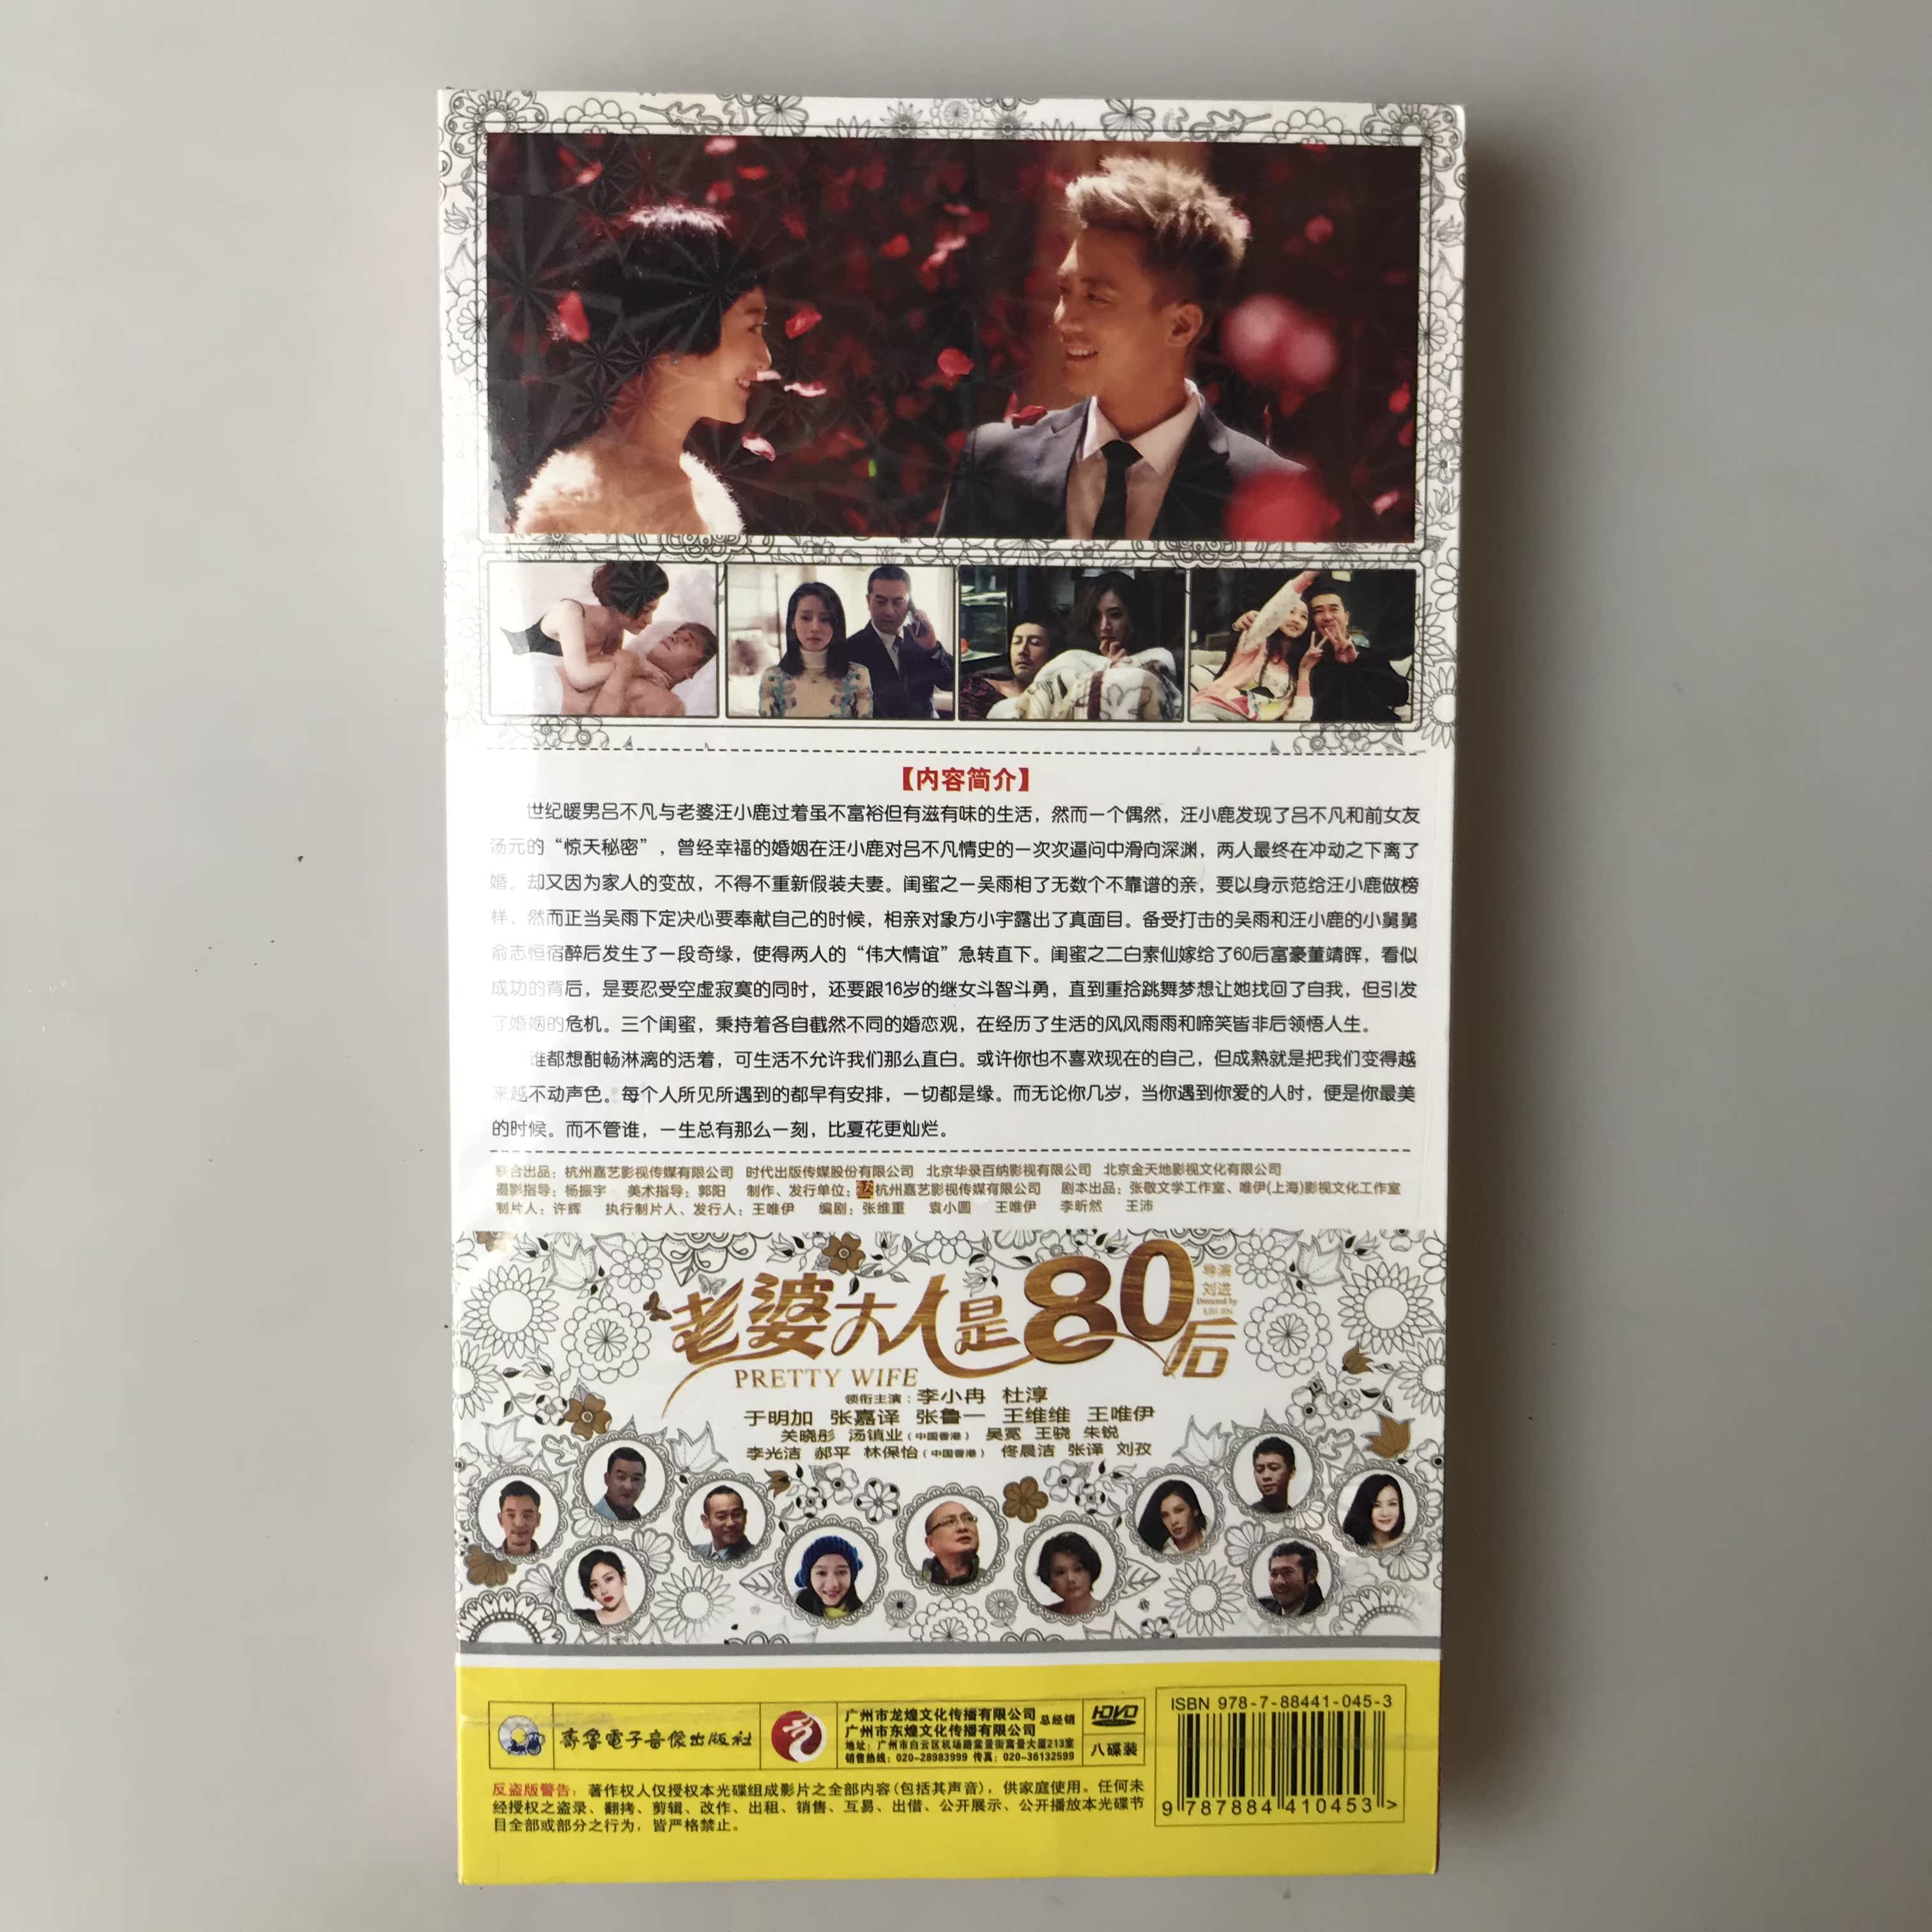 【内容简介】
世纪暖男吕不凡与老婆汪小鹿过着虽不富裕但有滋有味的生活，然而一个偶然，汪小鹿发现了吕不凡和前女友
汤元的“惊天秘密”，曾经幸福的婚姻在汪小鹿对吕不凡情史的一次次逼问中滑向深渊，两人最终在冲动之下离了
婚。却又因为家人的变故，不得不重新假装夫妻。闺蜜之一吴雨相了无数个不靠谱的亲，要以身示范给汪小鹿做榜
样。然而正当吴雨下定决心要奉献自己的时候，相亲对象方小宇露出了真面目。备受打击的吴雨和汪小鹿的小舅舅
俞志恒宿醉后发生了一段奇缘，使得两人的“伟大情谊”急转直下。闺蜜之二白素仙嫁给了60后富豪董靖晖，看似
成功的背后，是要忍受空虚寂寞的同时，还要跟16岁的继女斗智斗勇，直到重拾跳舞梦想让她找回了自我，但引发
了婚姻的危机。三个闺蜜，秉持着各自截然不同的婚恋观，在经历了生活的风风雨雨和啼笑皆非后领悟人生。
谁都想酣畅淋漓的活着，可生活不允许我们那么直白。或许你也不喜欢现在的自己，但成熟就是把我们变得越
来越不动声色。每个人所见所遇到的都早有安排，一切都是缘。而无论你几岁，当你遇到你爱的人时，便是你最美
的时候。而不管谁，一生总有那么一刻，比夏花更灿烂。
联合出品：杭州嘉艺影视传媒有限公司 时代出版传媒股份有限公司 北京华录百纳影视有限公司 北京金天地影视文化有限公司
摄影指导：杨振宇 美术指导：郭阳 制作、发行单位：杭州嘉艺影视传媒有限公司 剧本出品：张敬文学工作室、唯伊(上海)影视文化工作室
制片人：许辉 执行制片人、发行人：王唯伊 编剧：张维重 袁小圆 王唯伊 李昕然 王沛
老婆大人是80后
导演
刘进
Directed by
LIU JIN
PRETTY WIFE
领衔主演：李小冉 杜淳
于明加 张嘉译 张鲁一 王维维 王唯伊
关晓彤 汤镇业（中国香港） 吴冕 王骁 朱锐
李光洁 郝平 林保怡（中国香港） 佟晨洁 张译 刘孜
齐鲁電子音像出版社
广州市龙煌文化传播有限公司
广州市东煌文化传播有限公司 总经销
地址：广州市白云区机场路棠景街高景大厦213室
销售热线：020-28983999 传真：020-36132599
HDVD
八碟装
ISBN 978-7-88441-045-3
9 787884 410453 >
反盗版警告：著作权人仅授权本光碟组成影片之全部内容(包括其声音)，供家庭使用。任何未
经授权之盗录、翻拷、剪辑、改作、出租、销售、互易、出借、公开展示、公开播放本光碟节
目全部或部分之行为，皆严格禁止。